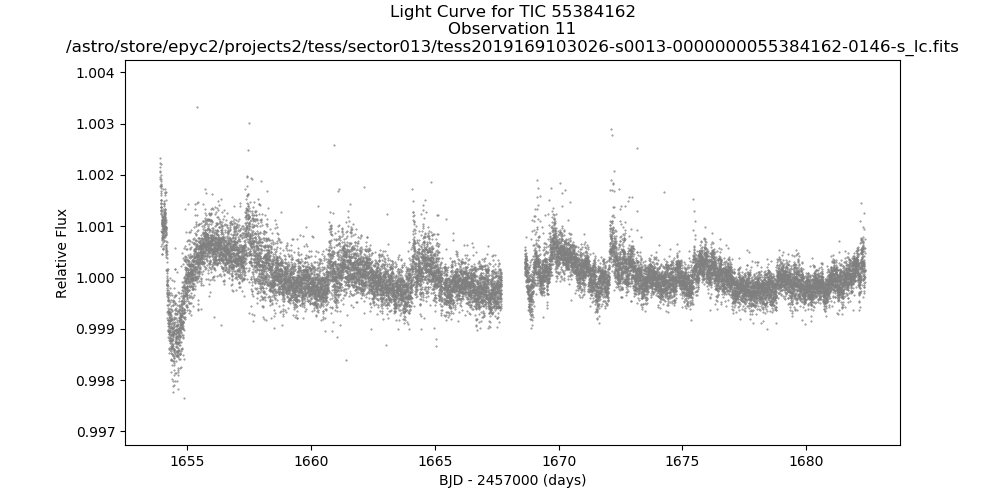 Light Curve for TIC 55384162
Observation 11
/astro/store/epyc2/projects2/tess/sector013/tess2019169103026-s0013-0000000055384162-0146-s_lc.fits
1.004
1.003
1.002
1.001
1.000
0.999
0.998
0.997
Relative Flux
1655
1660
1665
1670
1675
1680
BJD - 2457000 (days)